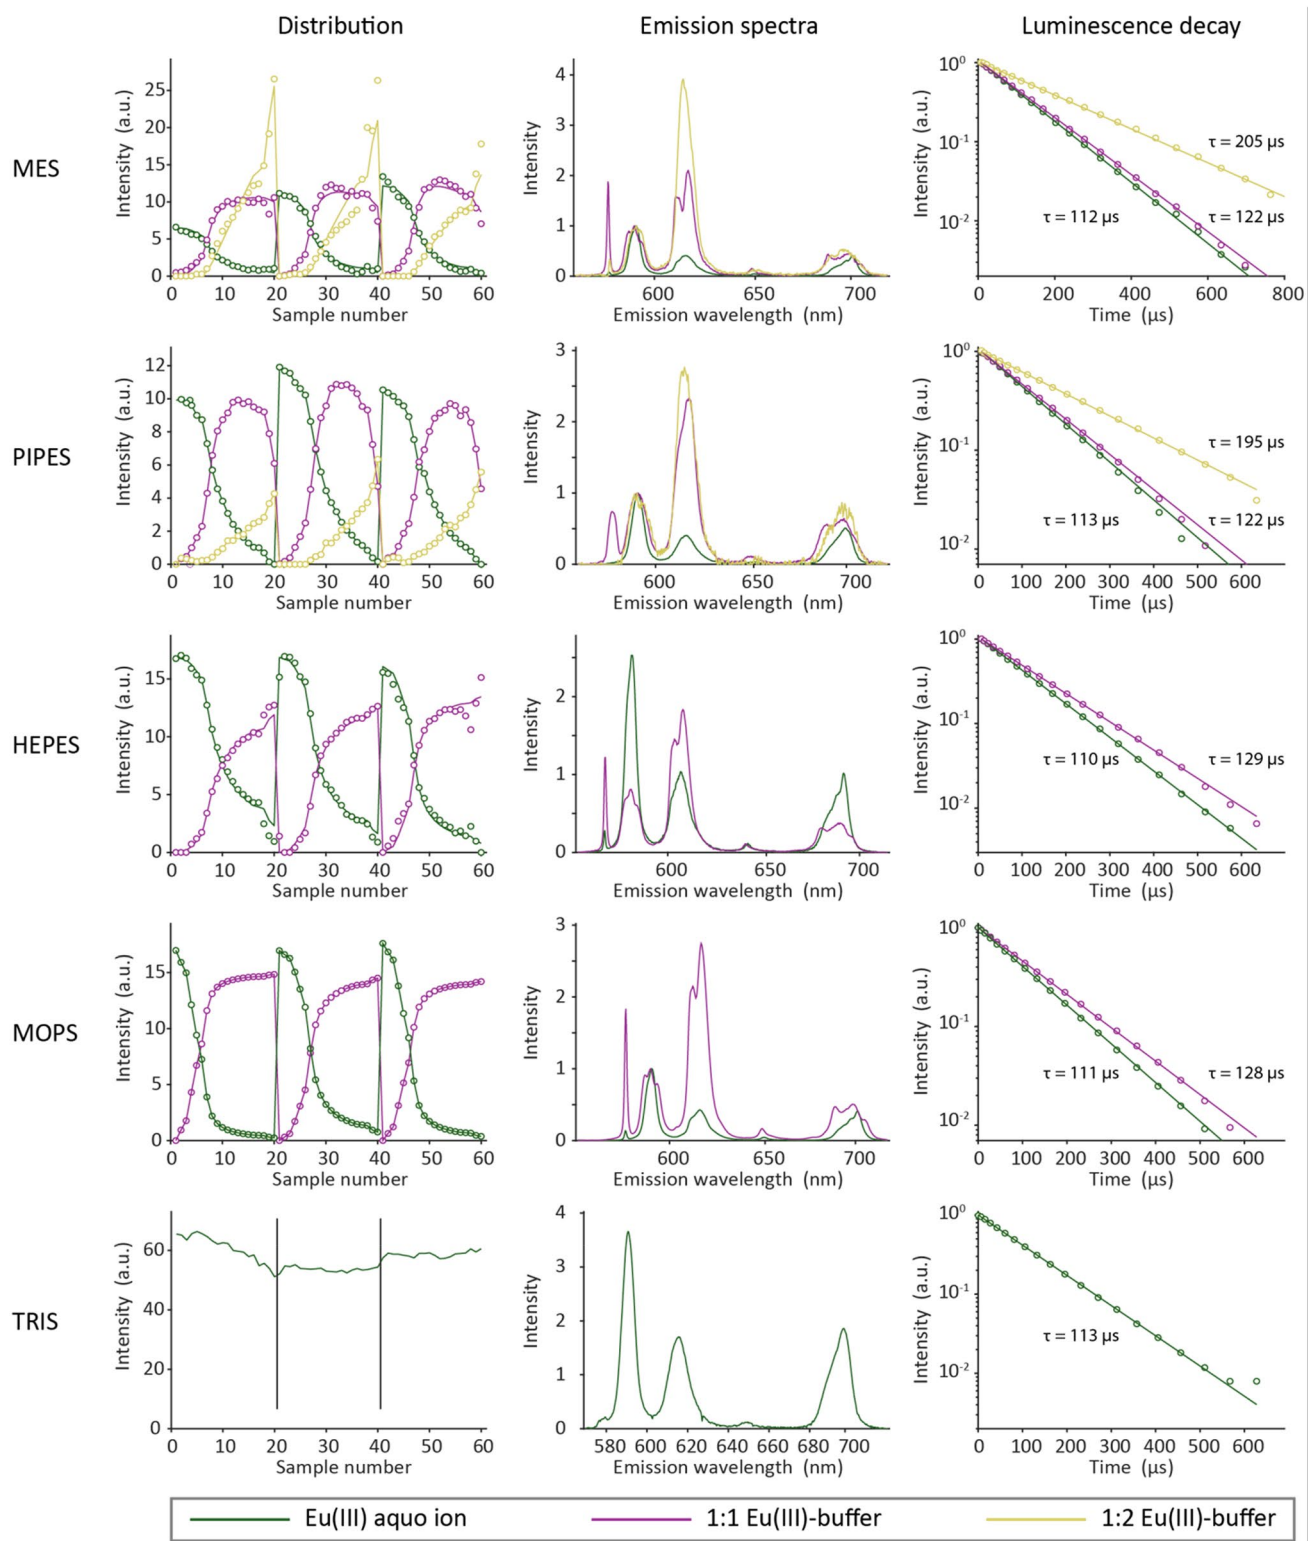 Distribution Emission spectra Luminescence decay
MES
Intensity (a.u.)
25
20
15
10
5
0
0 10 20 30 40 50 60
Sample number
Intensity
4
3
2
1
0
600 650 700
Emission wavelength (nm)
Intensity (a.u.)
10⁰
10⁻¹
10⁻²
τ = 205 µs
τ = 112 µs
τ = 122 µs
0 200 400 600 800
Time (µs)
PIPES
Intensity (a.u.)
12
10
8
6
4
2
0
0 10 20 30 40 50 60
Sample number
Intensity
3
2
1
0
600 650 700
Emission wavelength (nm)
Intensity (a.u.)
10⁰
10⁻¹
10⁻²
τ = 195 µs
τ = 113 µs
τ = 122 µs
0 100 200 300 400 500 600
Time (µs)
HEPES
Intensity (a.u.)
15
10
5
0
0 10 20 30 40 50 60
Sample number
Intensity
2
1
0
600 650 700
Emission wavelength (nm)
Intensity (a.u.)
10⁰
10⁻¹
10⁻²
τ = 110 µs
τ = 129 µs
0 100 200 300 400 500 600
Time (µs)
MOPS
Intensity (a.u.)
15
10
5
0
0 10 20 30 40 50 60
Sample number
Intensity
3
2
1
0
600 650 700
Emission wavelength (nm)
Intensity (a.u.)
10⁰
10⁻¹
10⁻²
τ = 111 µs
τ = 128 µs
0 100 200 300 400 500 600
Time (µs)
TRIS
Intensity (a.u.)
60
40
20
0
0 10 20 30 40 50 60
Sample number
Intensity
4
3
2
1
0
580 600 620 640 660 680 700
Emission wavelength (nm)
Intensity (a.u.)
10⁰
10⁻¹
10⁻²
τ = 113 µs
0 100 200 300 400 500 600
Time (µs)
Eu(III) aquo ion 1:1 Eu(III)-buffer 1:2 Eu(III)-buffer